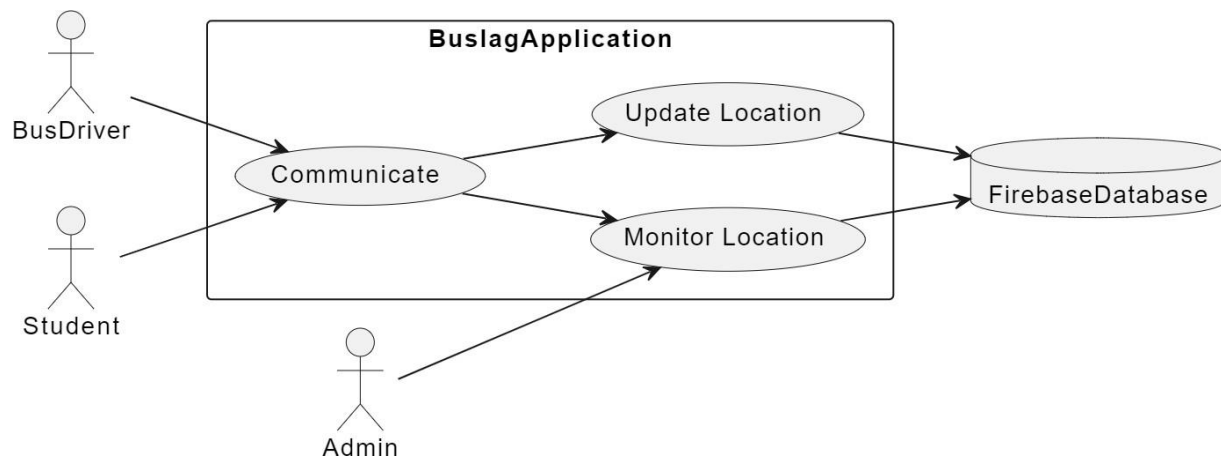 BuslagApplication
BusDriver
Update Location
Communicate
FirebaseDatabase
Monitor Location
Student
Admin